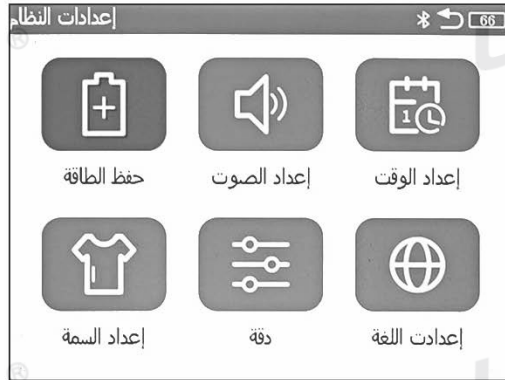 إعدادات النظام
66
إعداد الوقت
إعداد الصوت
حفظ الطاقة
إعدادت اللغة
دقة
إعداد السمة